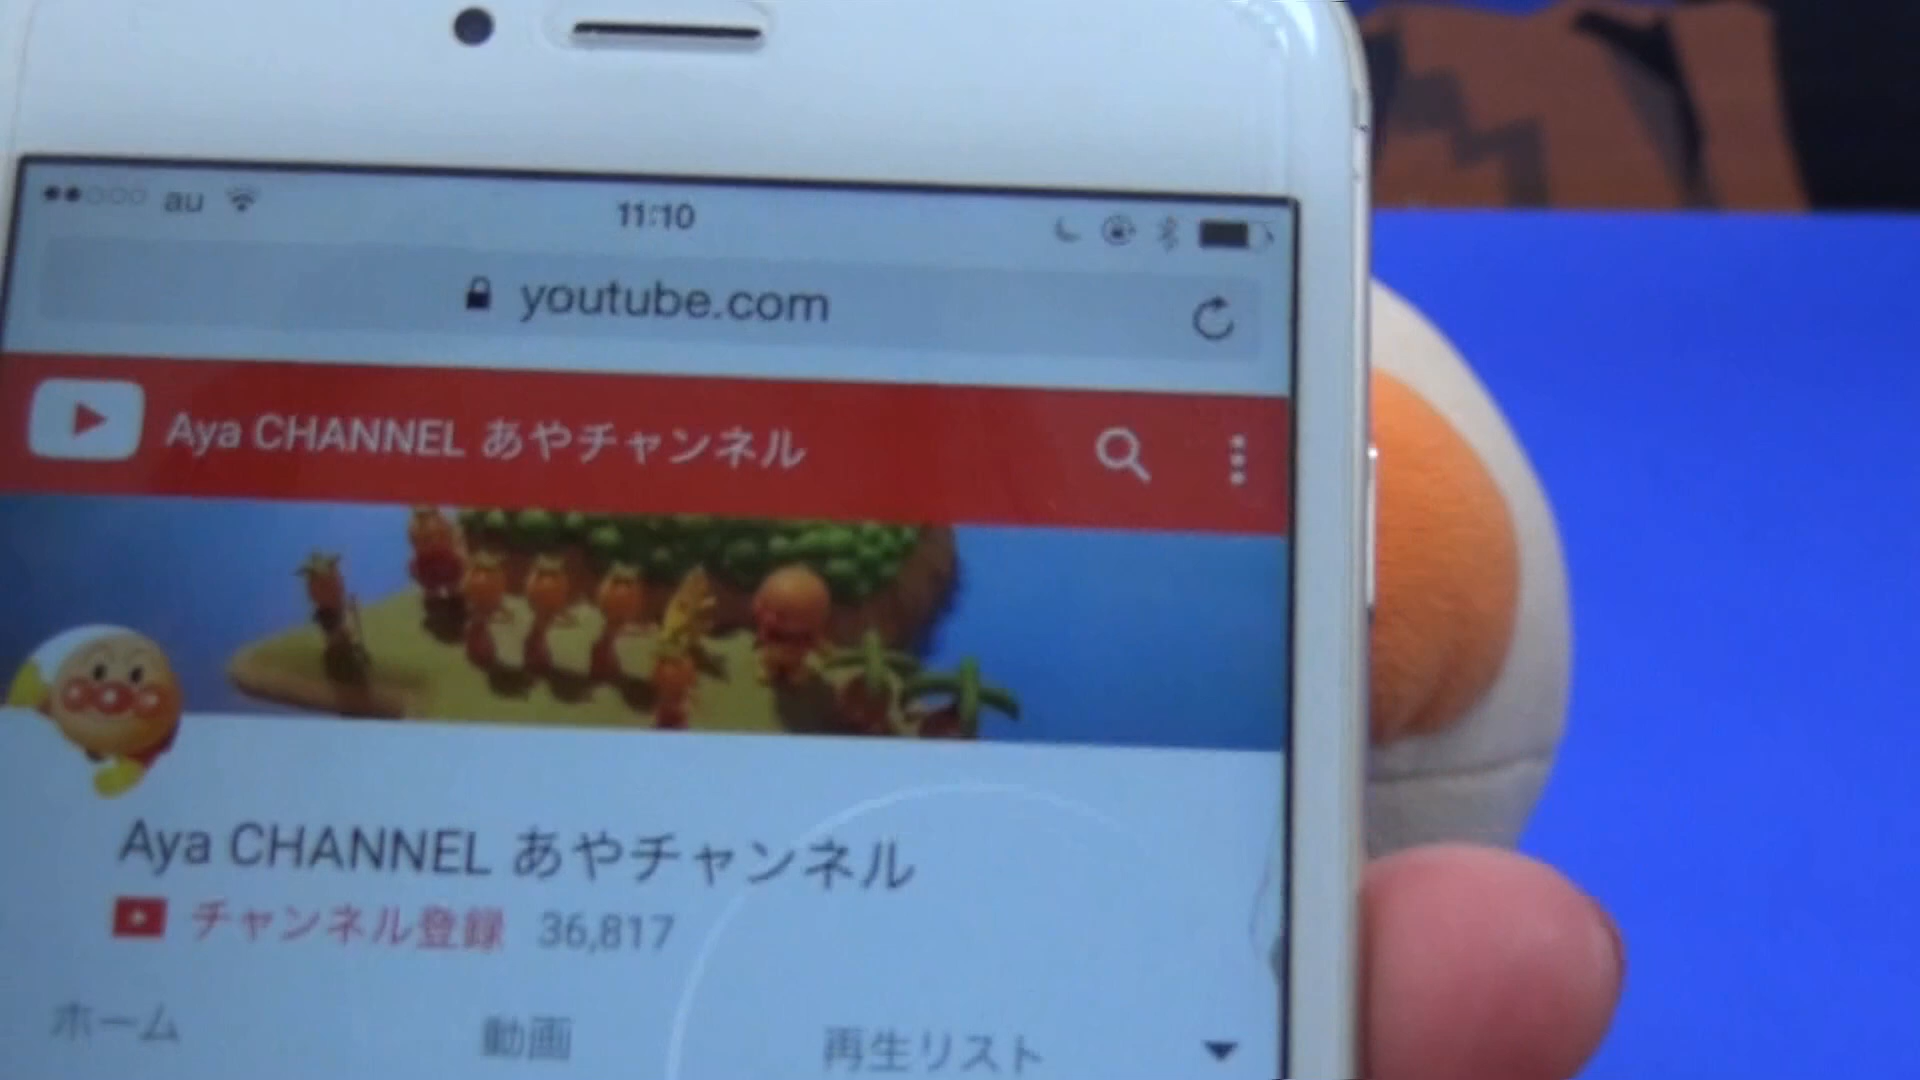 au 11:10
youtube.com
Aya CHANNEL あやチャンネル
Aya CHANNEL あやチャンネル
チャンネル登録 36,817
ホーム 動画 再生リスト